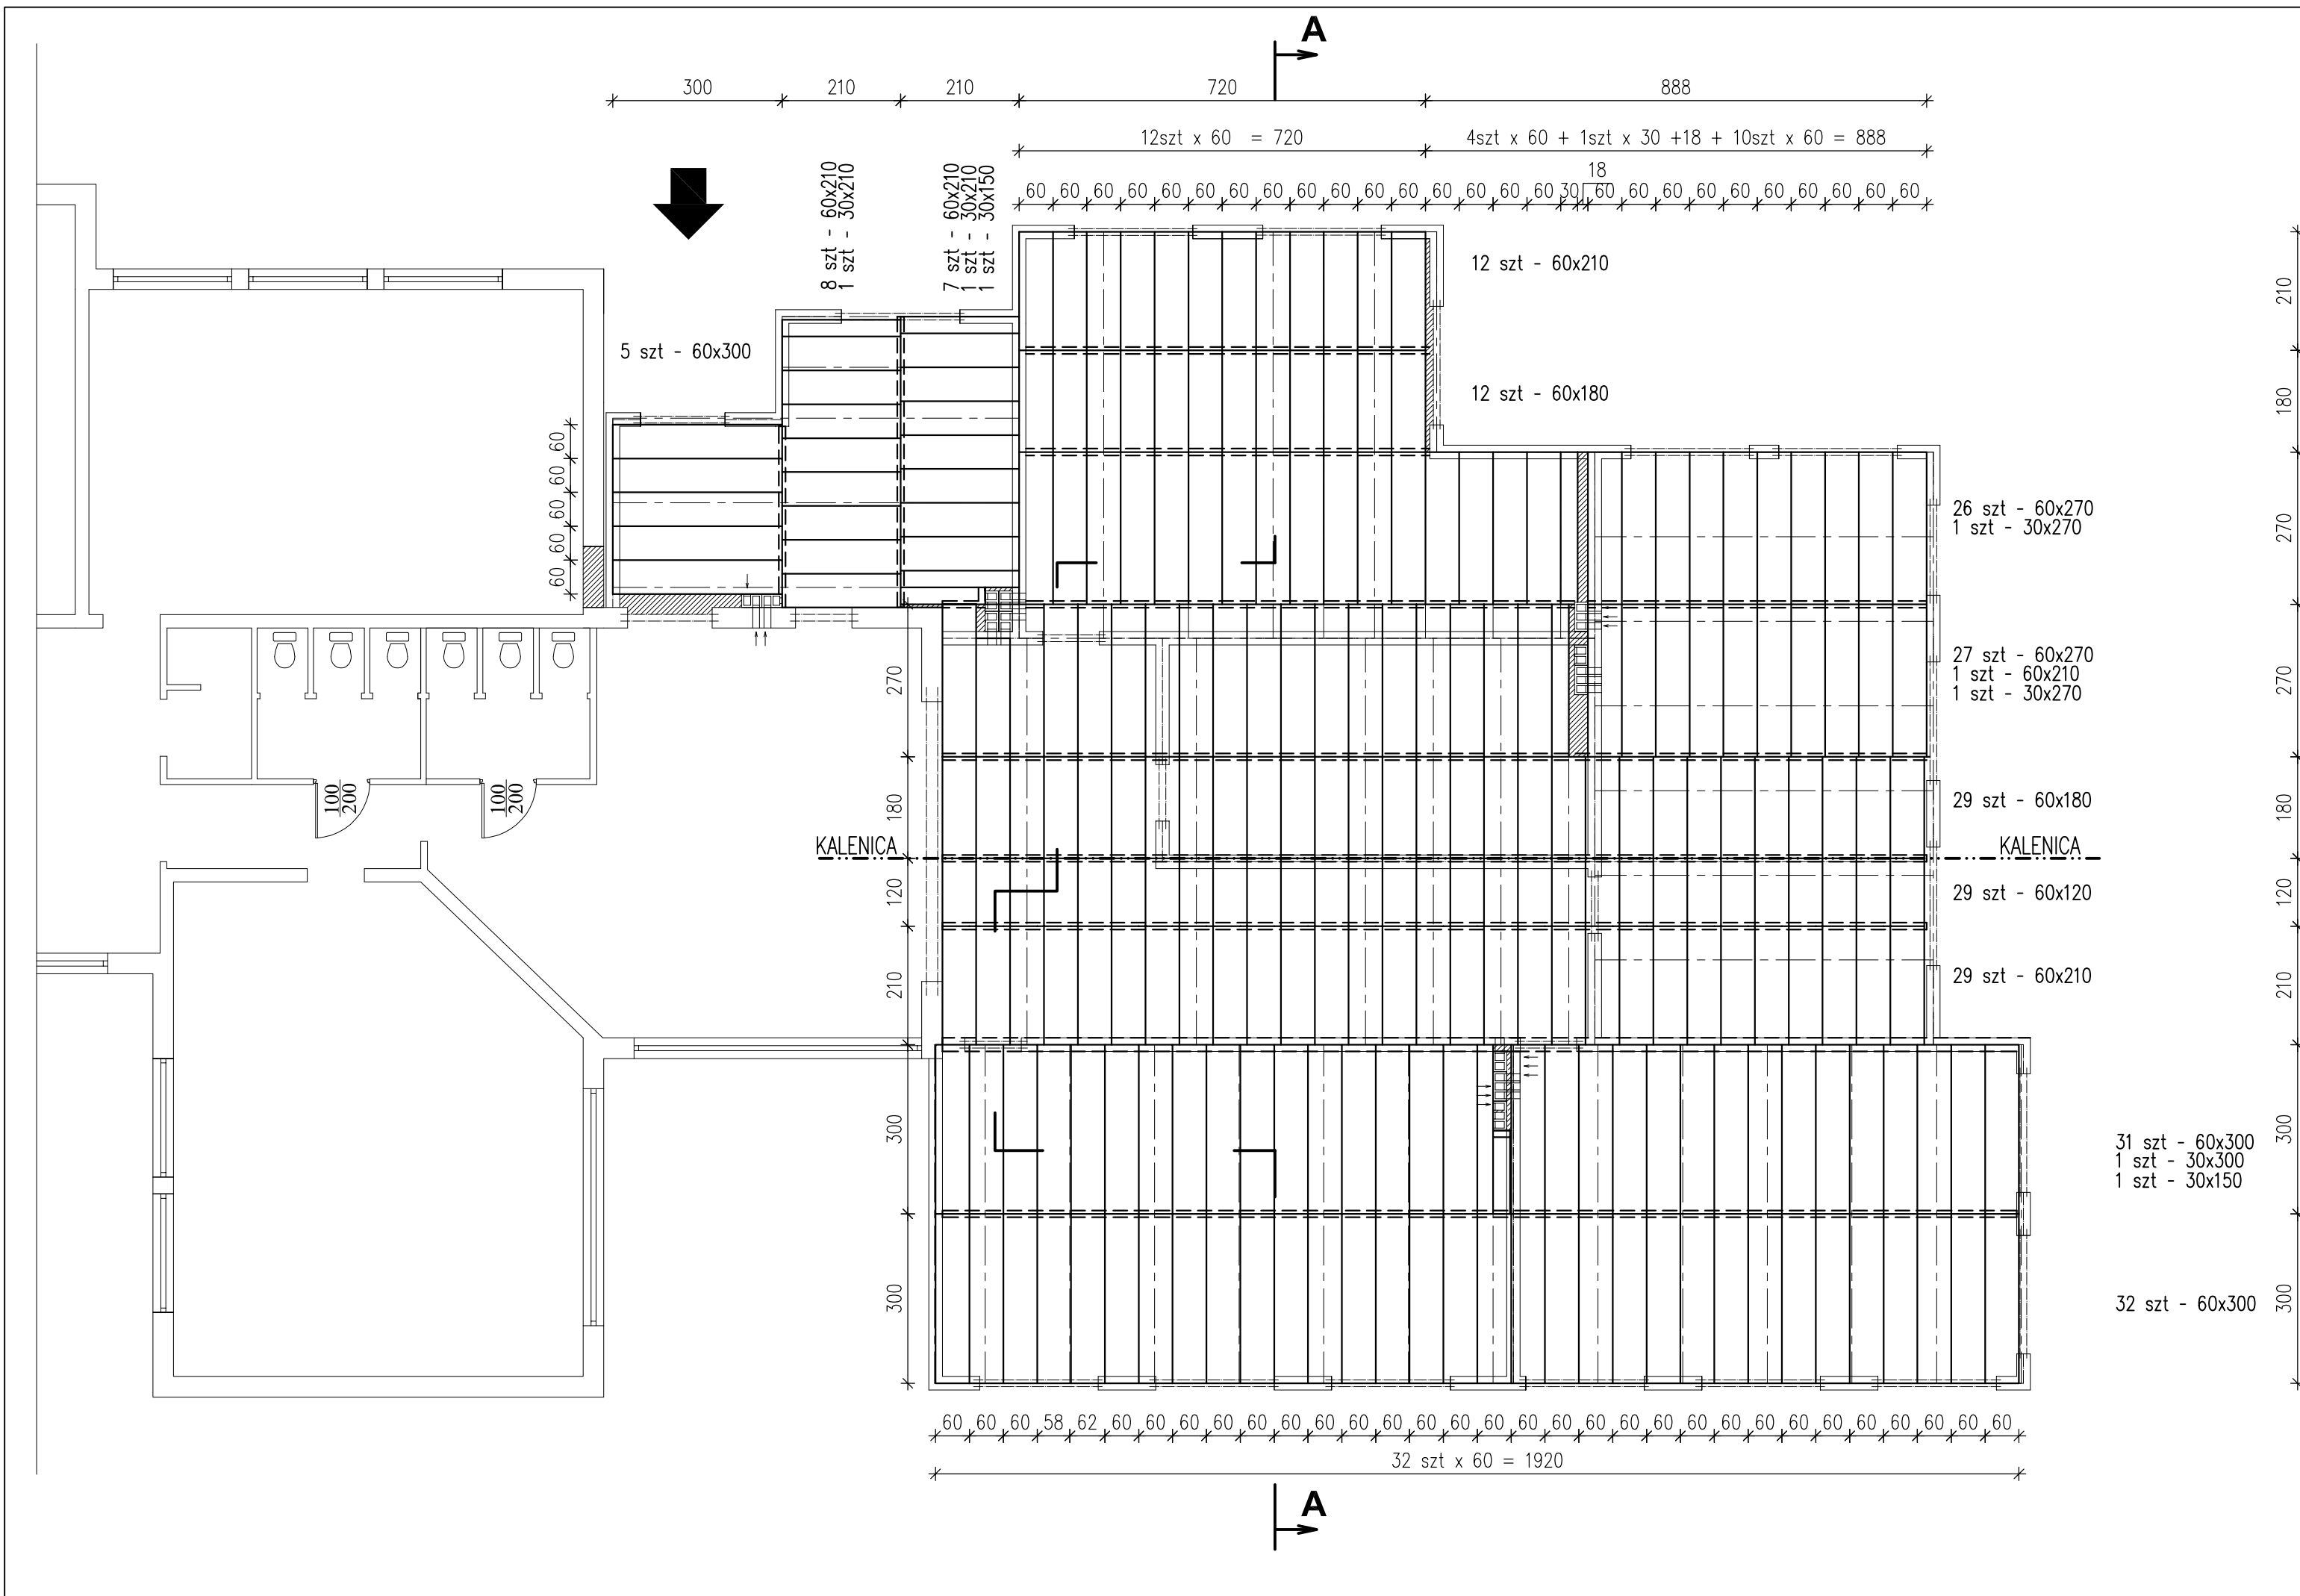 A
300 210 210 720 888
12szt x 60 = 720
4szt x 60 + 1szt x 30 +18 + 10szt x 60 = 888
18
60 60 60 60 60 60 60 60 60 60 60 60 60 60 60 60 30 60 60 60 60 60 60 60 60 60 60
8 szt - 60x210
1 szt - 30x210
7 szt - 60x210
1 szt - 30x210
1 szt - 30x150
12 szt - 60x210
210
5 szt - 60x300
12 szt - 60x180
180
60
60
60
60
60
26 szt - 60x270
1 szt - 30x270
270
27 szt - 60x270
1 szt - 60x210
1 szt - 30x270
270
270
100
200
100
200
180
29 szt - 60x180
180
KALENICA
KALENICA
120
29 szt - 60x120
120
210
29 szt - 60x210
210
300
31 szt - 60x300
1 szt - 30x300
1 szt - 30x150
300
300
32 szt - 60x300
300
60 60 60 58 62 60 60 60 60 60 60 60 60 60 60 60 60 60 60 60 60 60 60 60 60 60 60 60 60 60 60 60
32 szt x 60 = 1920
A